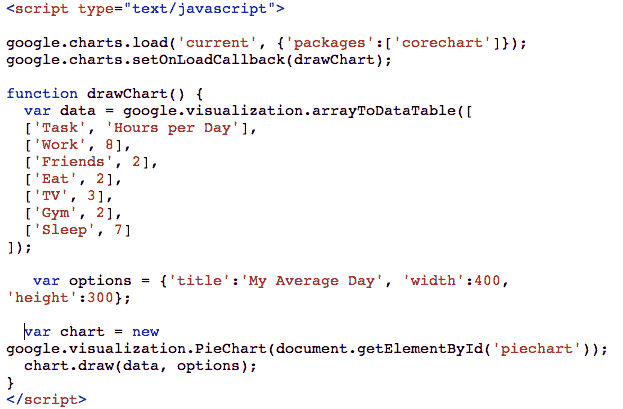 <script type="text/javascript">
google.charts.load('current', {'packages':['corechart']});
google.charts.setOnLoadCallback(drawChart);
function drawChart() {
  var data = google.visualization.arrayToDataTable([
  ['Task', 'Hours per Day'],
  ['Work', 8],
  ['Friends', 2],
  ['Eat', 2],
  ['TV', 3],
  ['Gym', 2],
  ['Sleep', 7]
]);
   var options = {'title':'My Average Day', 'width':400,
'height':300};
  var chart = new
google.visualization.PieChart(document.getElementById('piechart'));
  chart.draw(data, options);
}
</script>